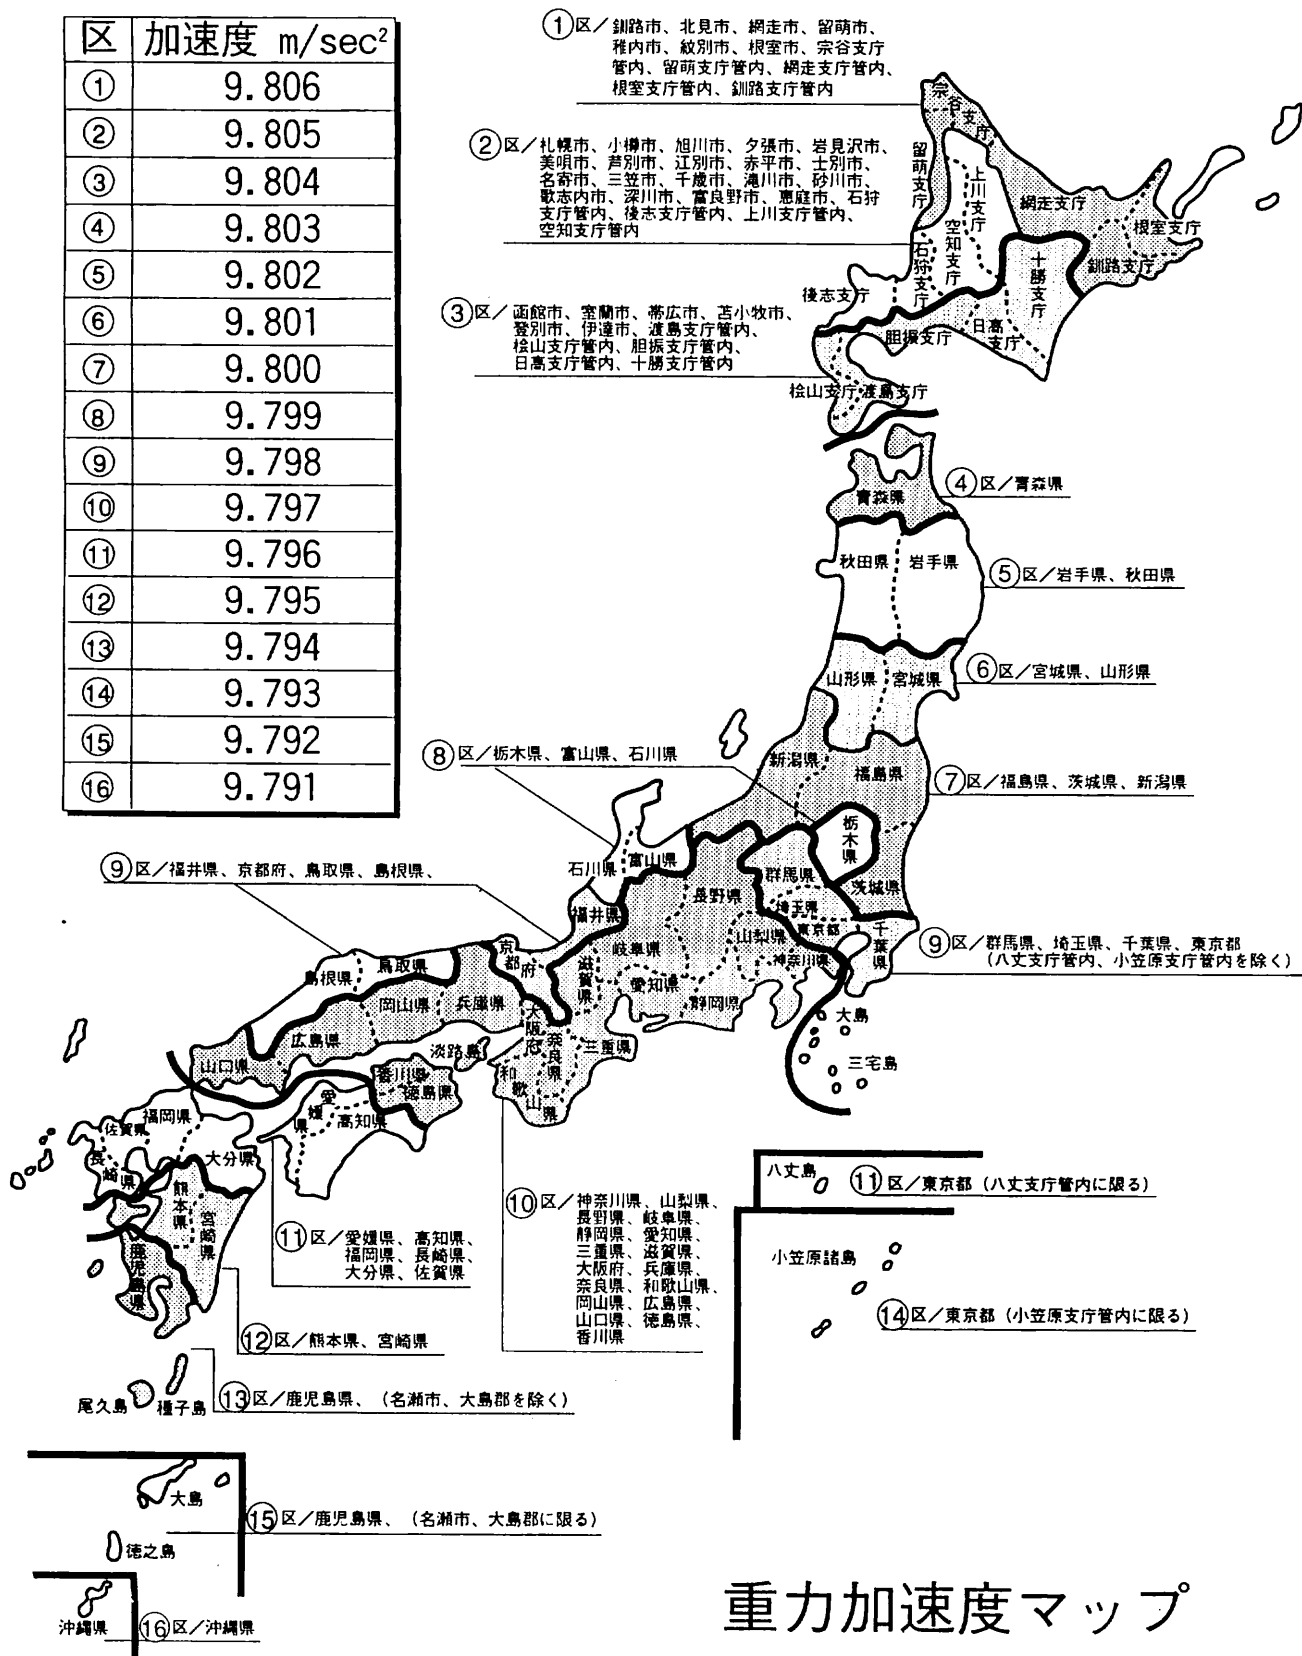 区 加速度 m/sec²
① 9.806
② 9.805
③ 9.804
④ 9.803
⑤ 9.802
⑥ 9.801
⑦ 9.800
⑧ 9.799
⑨ 9.798
⑩ 9.797
⑪ 9.796
⑫ 9.795
⑬ 9.794
⑭ 9.793
⑮ 9.792
⑯ 9.791
①区/釧路市、北見市、網走市、留萌市、
稚内市、紋別市、根室市、宗谷支庁
管内、留萌支庁管内、網走支庁管内、
根室支庁管内、釧路支庁管内
②区/札幌市、小樽市、旭川市、夕張市、岩見沢市、
美唄市、芦別市、江別市、赤平市、士別市、
名寄市、三笠市、千歳市、滝川市、砂川市、
歌志内市、深川市、富良野市、恵庭市、石狩
支庁管内、後志支庁管内、上川支庁管内、
空知支庁管内
③区/函館市、室蘭市、帯広市、苫小牧市、
登別市、伊達市、渡島支庁管内、
桧山支庁管内、胆振支庁管内、
日高支庁管内、十勝支庁管内
宗谷支庁
留萌支庁
上川支庁
網走支庁
根室支庁
釧路支庁
空知支庁
石狩支庁
十勝支庁
後志支庁
胆振支庁
日高支庁
桧山支庁
渡島支庁
青森県
④区/青森県
秋田県
岩手県
⑤区/岩手県、秋田県
山形県
宮城県
⑥区/宮城県、山形県
⑧区/栃木県、富山県、石川県
新潟県
福島県
⑦区/福島県、茨城県、新潟県
栃木県
⑨区/福井県、京都府、鳥取県、島根県、
石川県
富山県
群馬県
長野県
茨城県
埼玉県
福井県
岐阜県
山梨県
東京都
千葉県
神奈川県
⑨区/群馬県、埼玉県、千葉県、東京都
(八丈支庁管内、小笠原支庁管内を除く)
京都府
滋賀県
愛知県
静岡県
鳥取県
島根県
岡山県
兵庫県
大阪府
奈良県
三重県
和歌山県
広島県
山口県
淡路島
香川県
徳島県
愛媛県
高知県
大島
三宅島
福岡県
佐賀県
長崎県
大分県
熊本県
宮崎県
鹿児島県
八丈島
⑪区/東京都(八丈支庁管内に限る)
⑩区/神奈川県、山梨県、
長野県、岐阜県、
静岡県、愛知県、
三重県、滋賀県、
大阪府、兵庫県、
奈良県、和歌山県、
岡山県、広島県、
山口県、徳島県、
香川県
⑪区/愛媛県、高知県、
福岡県、長崎県、
大分県、佐賀県
小笠原諸島
⑭区/東京都(小笠原支庁管内に限る)
⑫区/熊本県、宮崎県
尾久島
種子島
⑬区/鹿児島県、(名瀬市、大島郡を除く)
大島
⑮区/鹿児島県、(名瀬市、大島郡に限る)
徳之島
沖縄県
⑯区/沖縄県
重力加速度マップ